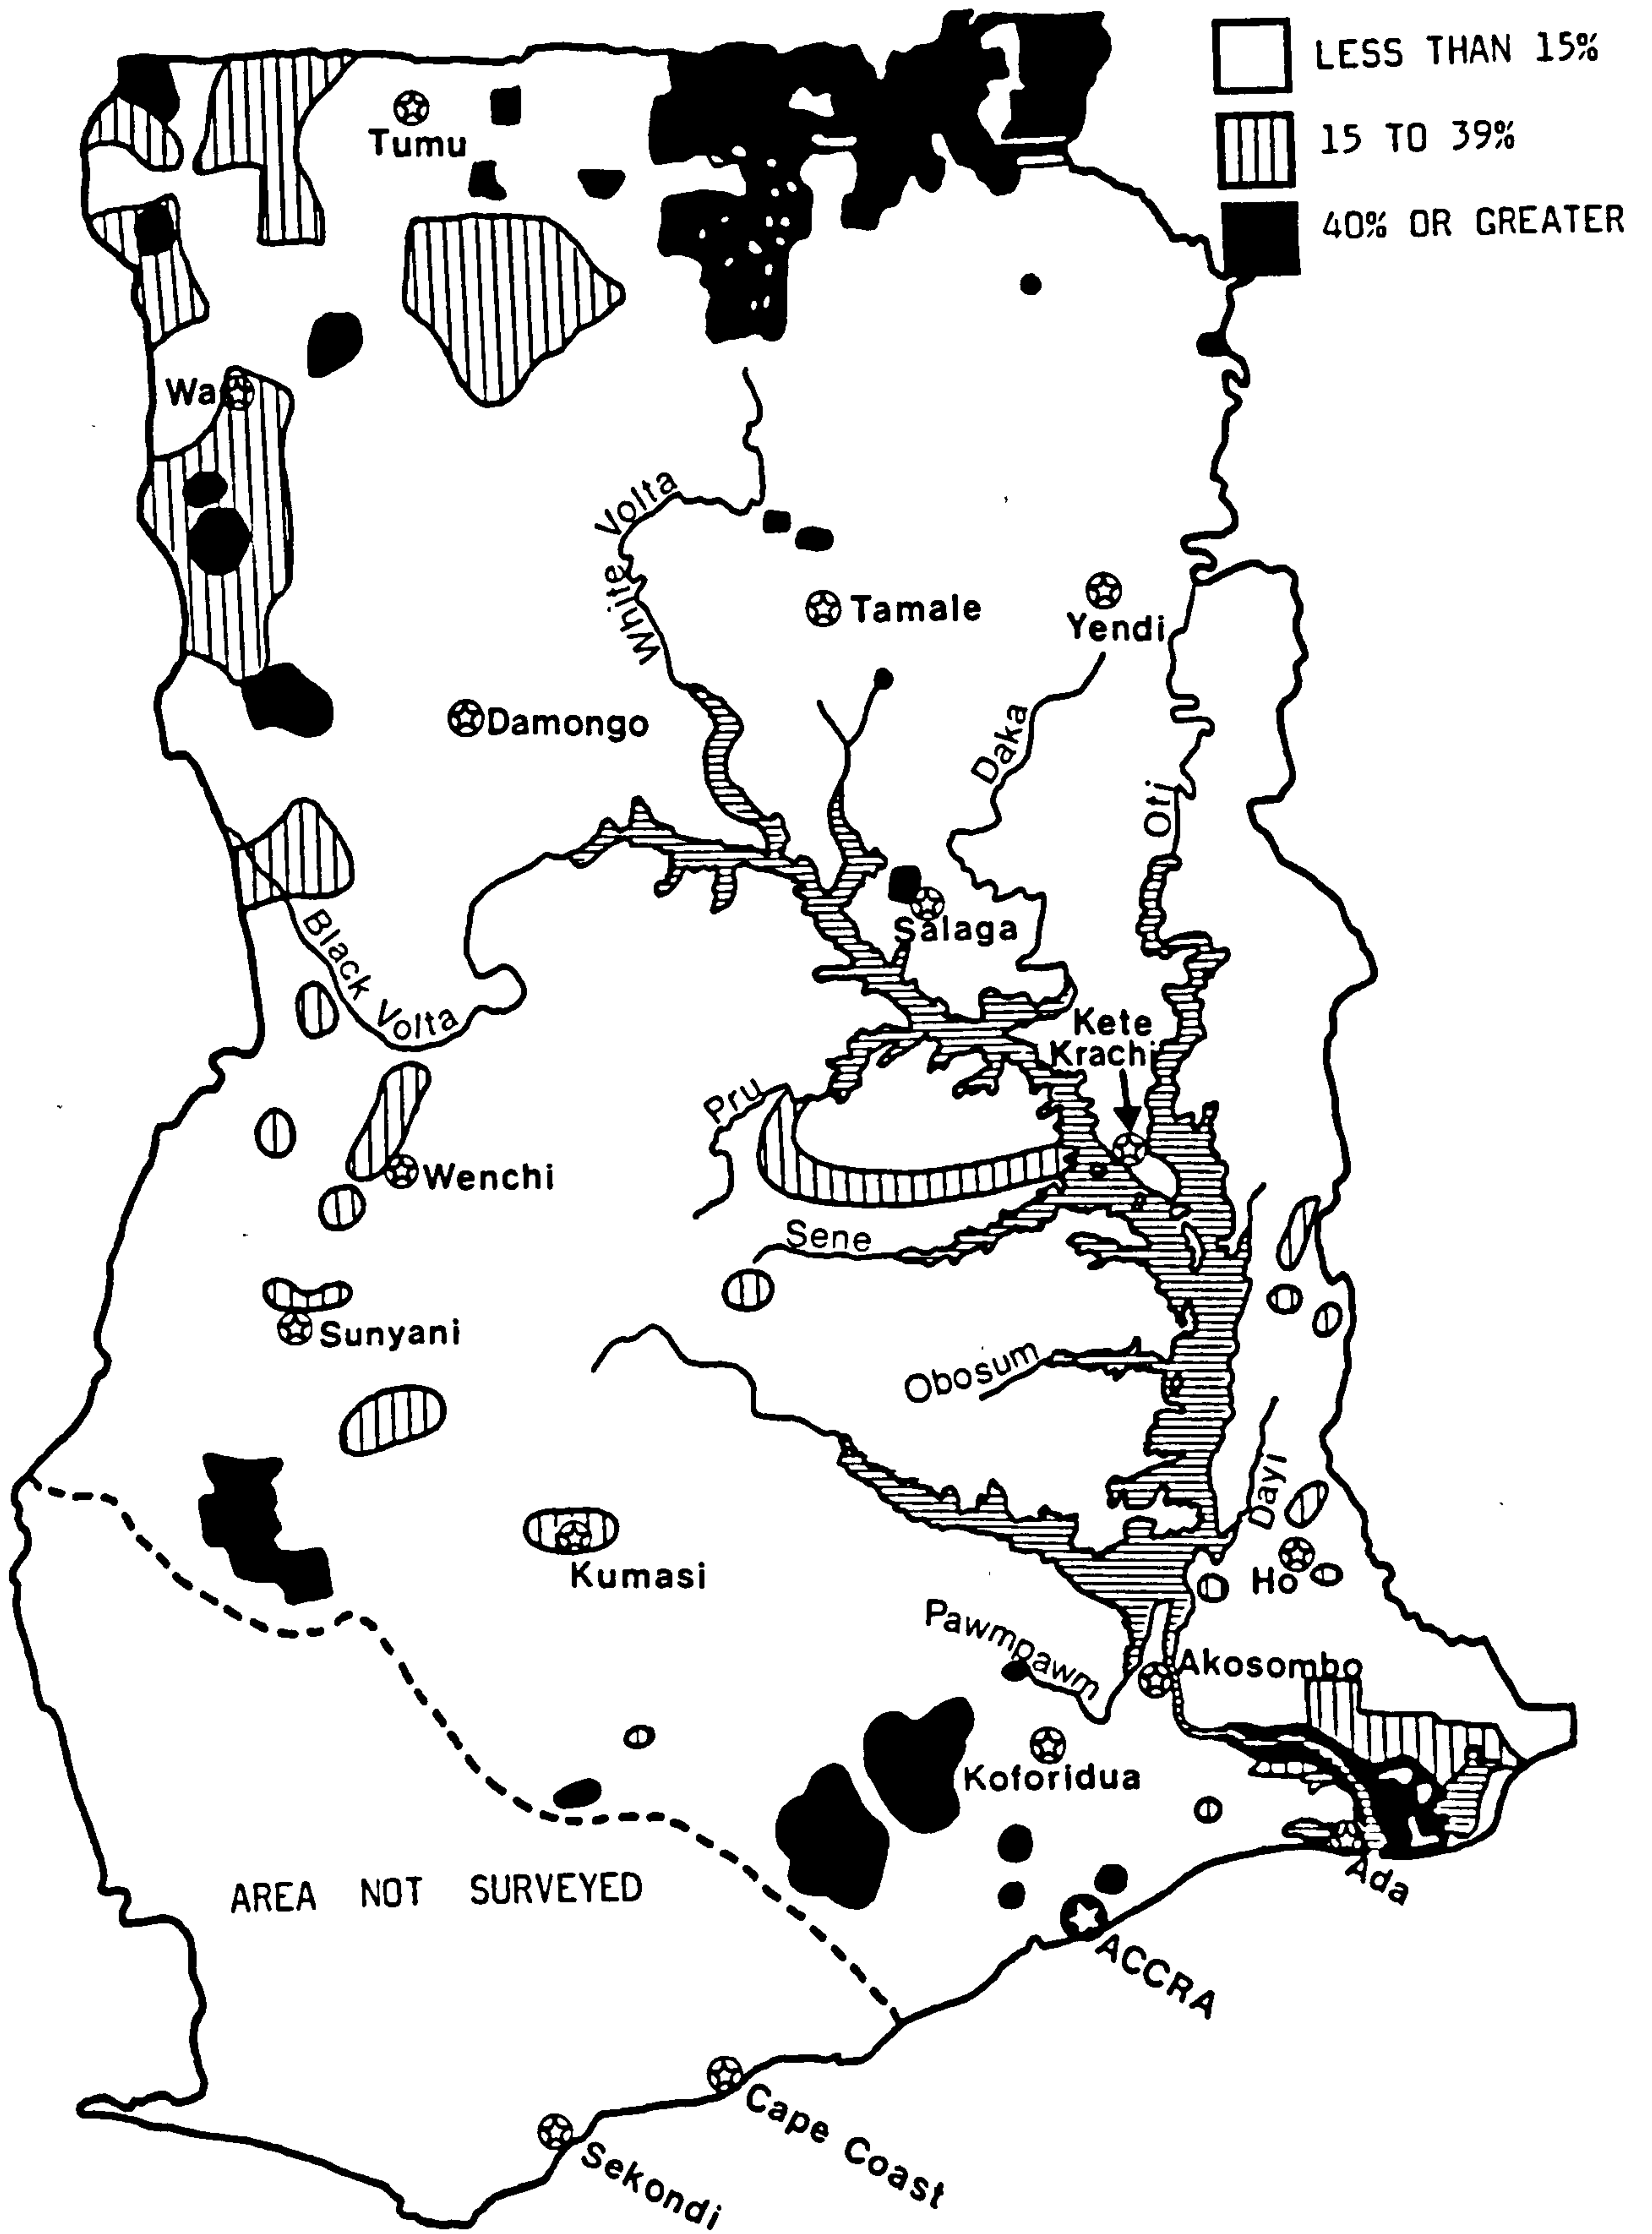 LESS THAN 15%
15 TO 39%
40% OR GREATER
Tumu
Wa
White Volta
Tamale
Yendi
Damongo
Daka
Oti
Salaga
Black Volta
Kete
Krachi
Pru
Wenchi
Sene
Sunyani
Obosum
Dayi
Kumasi
Ho
Pawmpawm
Akosombo
Koforidua
AREA NOT SURVEYED
Ada
ACCRA
Cape Coast
Sekondi